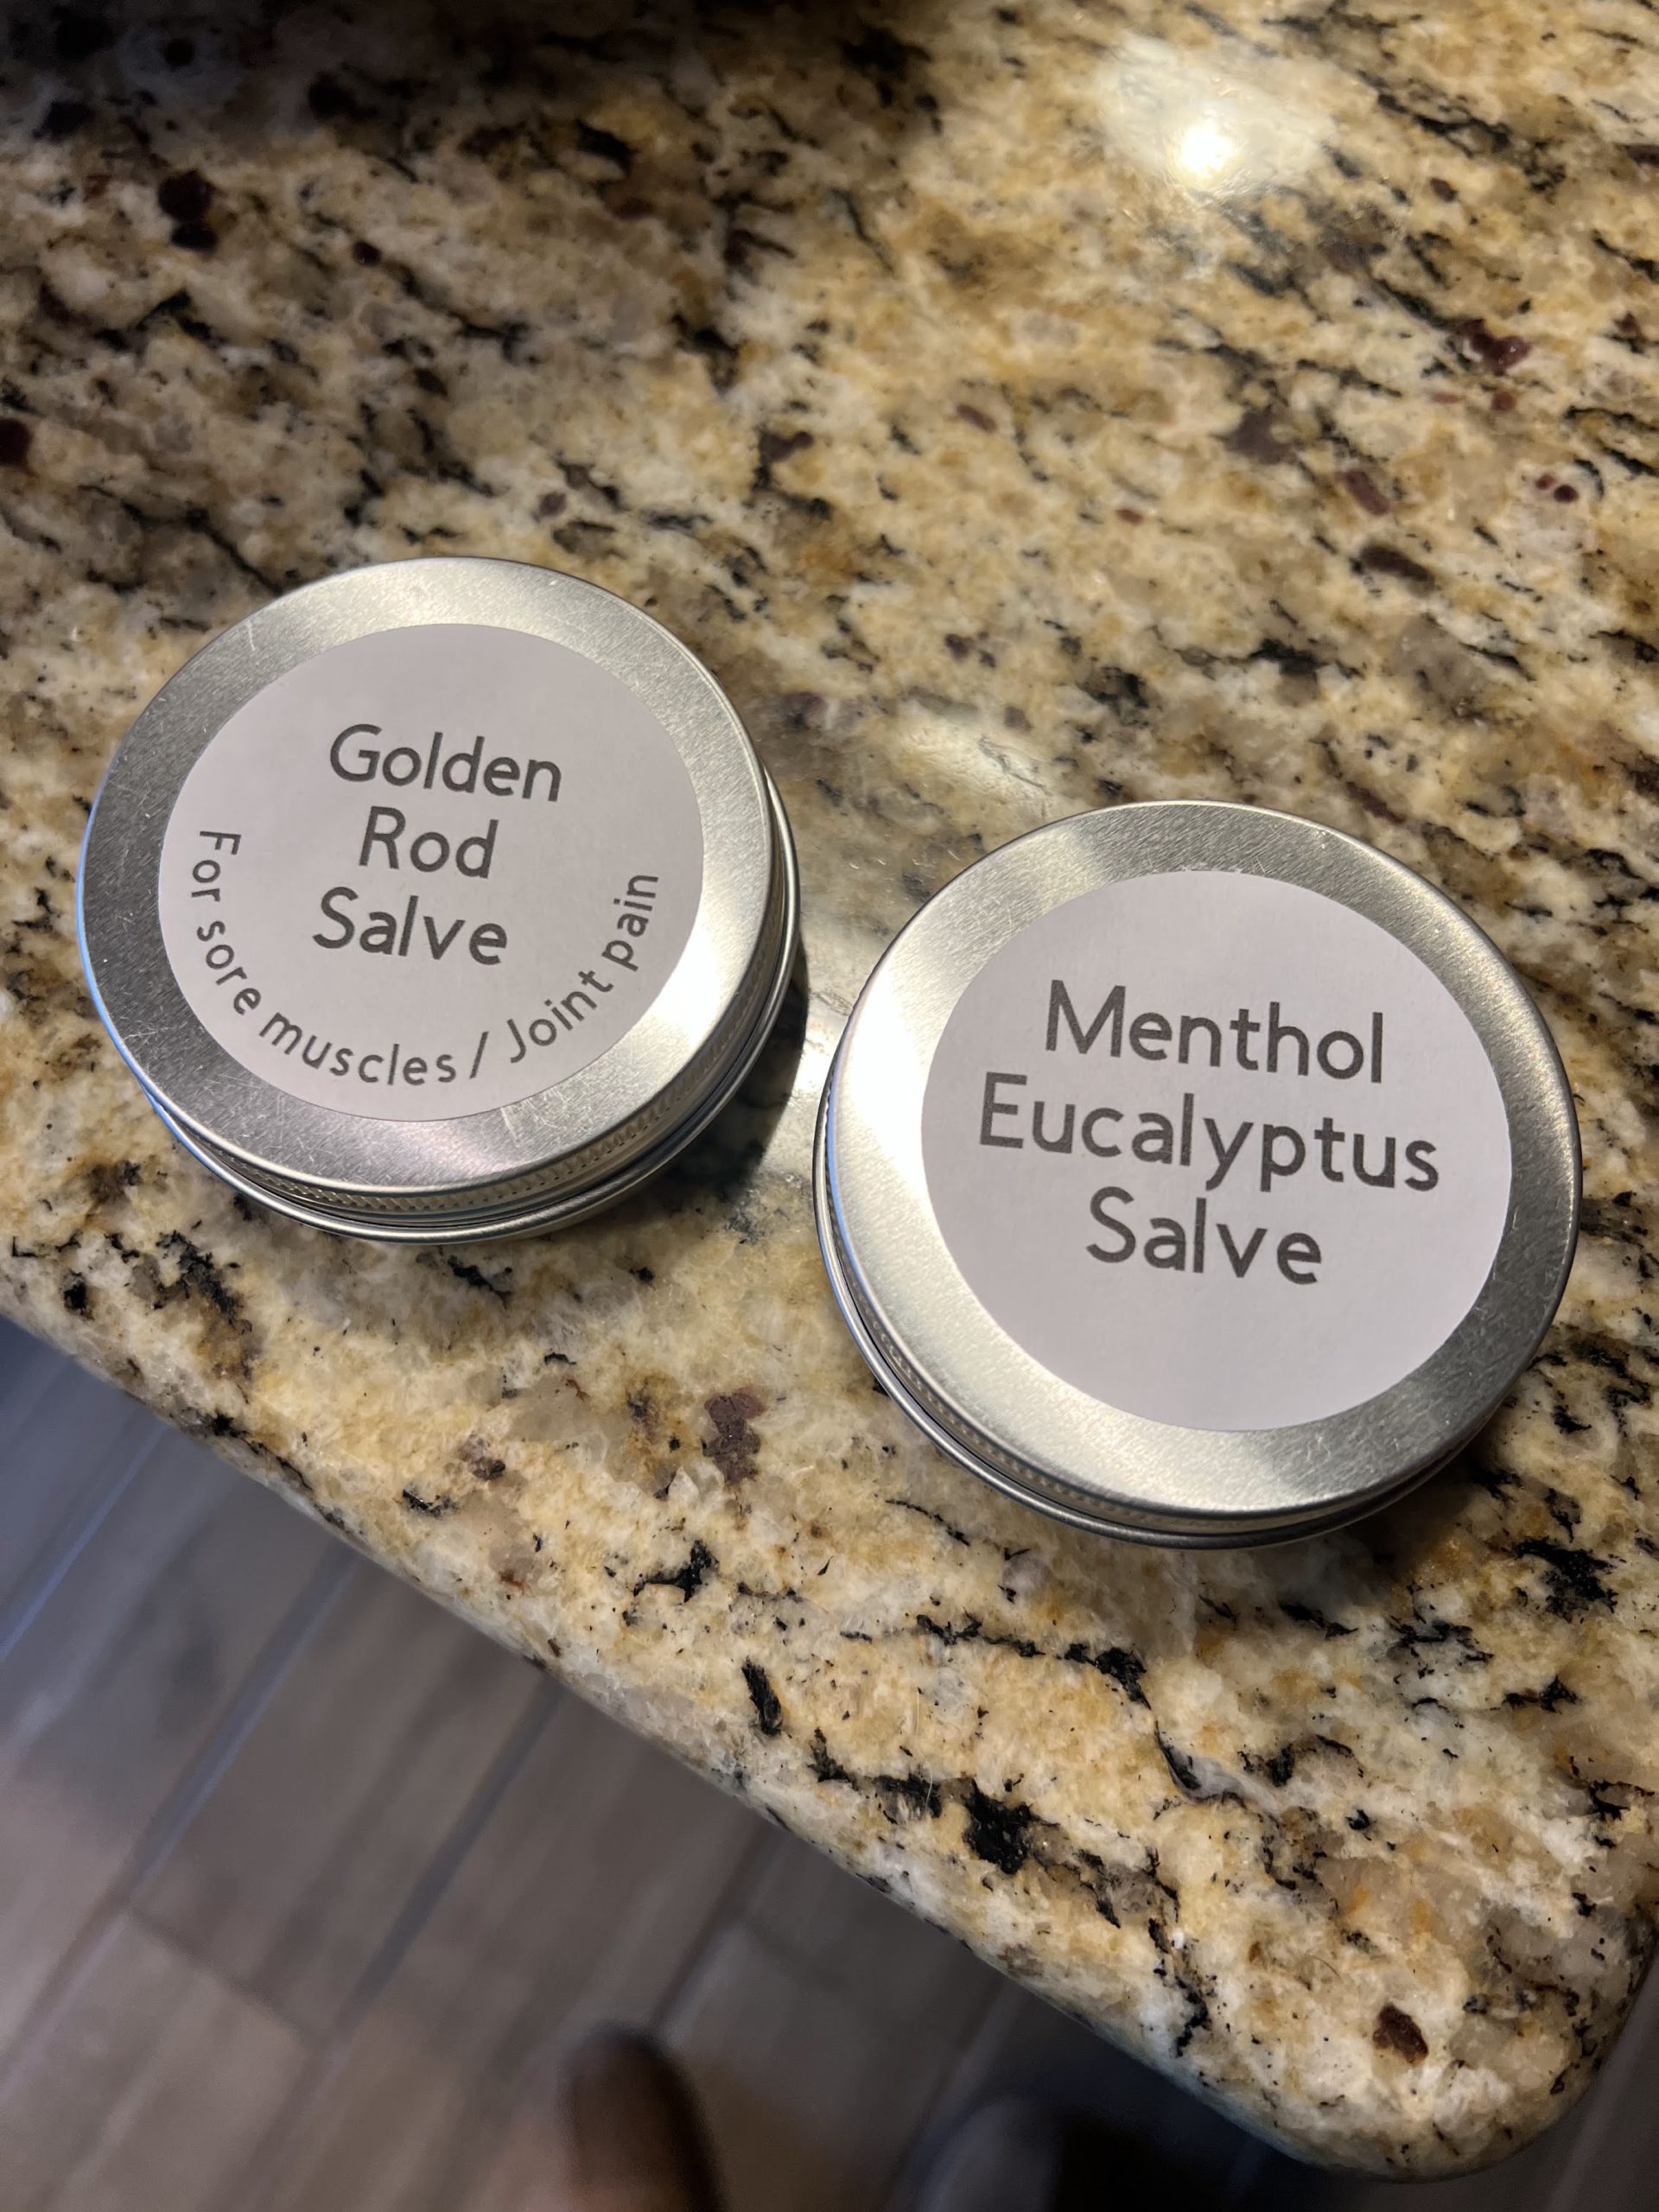 Golden
Rod
Salve
For sore muscles / Joint pain
Menthol
Eucalyptus
Salve